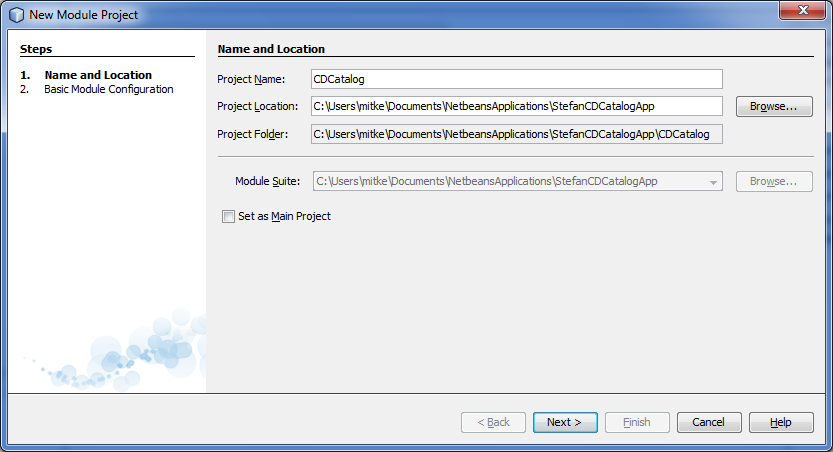 New Module Project
Steps
1. Name and Location
2. Basic Module Configuration
Name and Location
Project Name: CDCatalog
Project Location: C:\Users\mitke\Documents\NetbeansApplications\StefanCDCatalogApp Browse...
Project Folder: C:\Users\mitke\Documents\NetbeansApplications\StefanCDCatalogApp\CDCatalog
Module Suite: C:\Users\mitke\Documents\NetbeansApplications\StefanCDCatalogApp Browse...
Set as Main Project
< Back Next > Finish Cancel Help